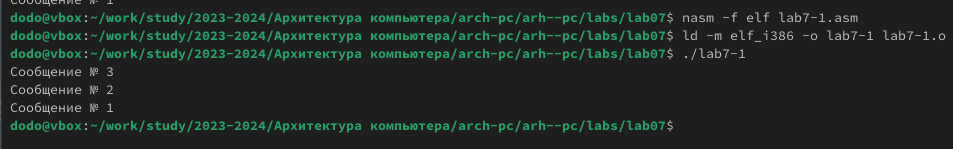 Сообщение № 1
dodo@vbox:~/work/study/2023-2024/Архитектура компьютера/arch-pc/arh--pc/labs/lab07$ nasm -f elf lab7-1.asm
dodo@vbox:~/work/study/2023-2024/Архитектура компьютера/arch-pc/arh--pc/labs/lab07$ ld -m elf_i386 -o lab7-1 lab7-1.o
dodo@vbox:~/work/study/2023-2024/Архитектура компьютера/arch-pc/arh--pc/labs/lab07$ ./lab7-1
Сообщение № 3
Сообщение № 2
Сообщение № 1
dodo@vbox:~/work/study/2023-2024/Архитектура компьютера/arch-pc/arh--pc/labs/lab07$